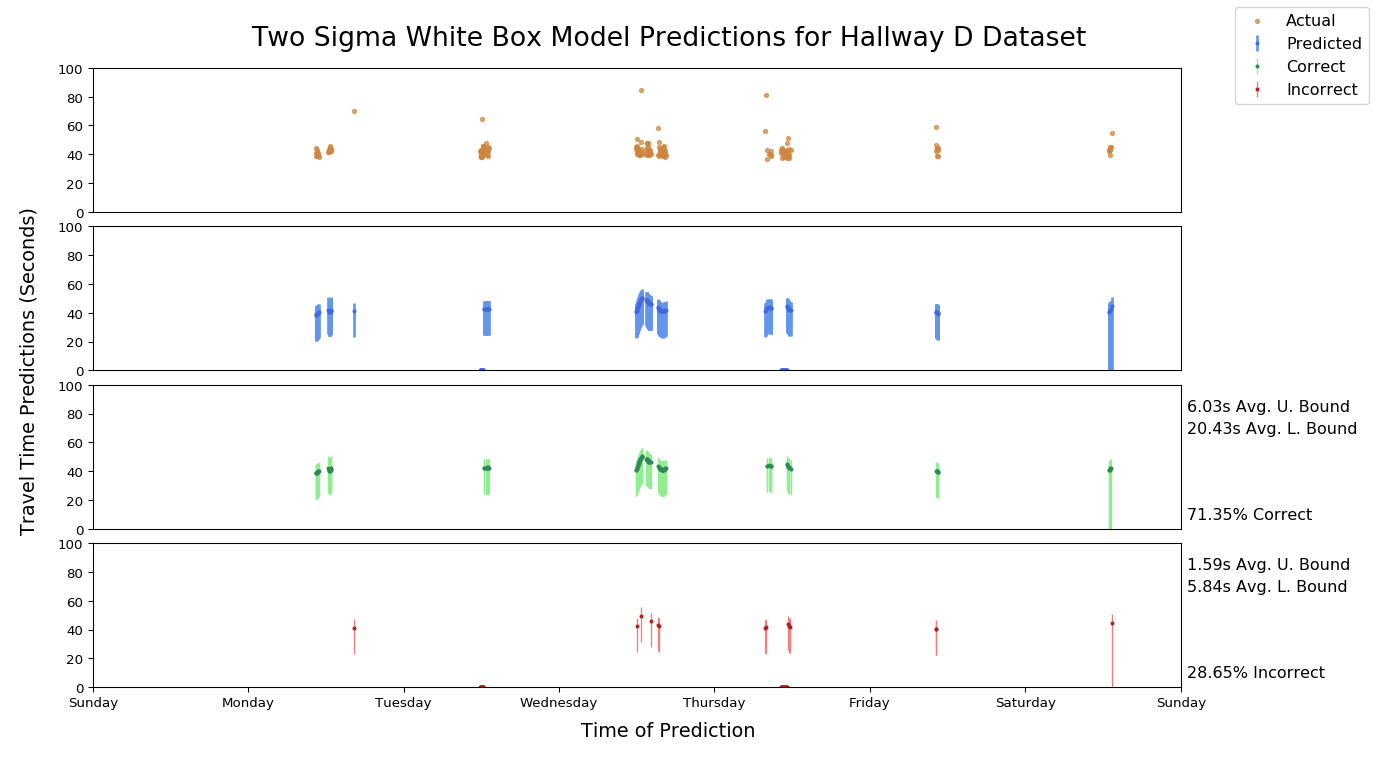 Two Sigma White Box Model Predictions for Hallway D Dataset
Actual
Predicted
Correct
Incorrect
Travel Time Predictions (Seconds)
100
80
60
40
20
0
100
80
60
40
20
0
100
80
60
40
20
0
6.03s Avg. U. Bound
20.43s Avg. L. Bound
71.35% Correct
100
80
60
40
20
0
1.59s Avg. U. Bound
5.84s Avg. L. Bound
28.65% Incorrect
Sunday Monday Tuesday Wednesday Thursday Friday Saturday Sunday
Time of Prediction